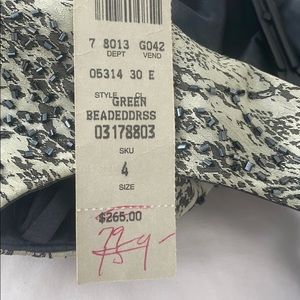 7 8013 G042
DEPT VEND
05314 30 E
STYLE CL
GREEN
BEADEDDRSS
03178803
SKU
4
SIZE
$265.00